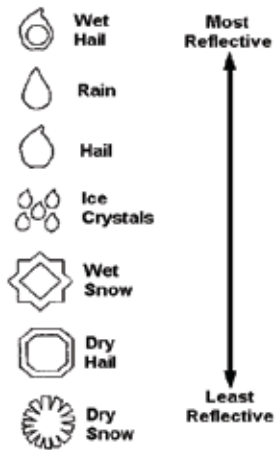 Wet
Hail
Most
Reflective
Rain
Hail
Ice
Crystals
Wet
Snow
Dry
Hail
Dry
Snow
Least
Reflective